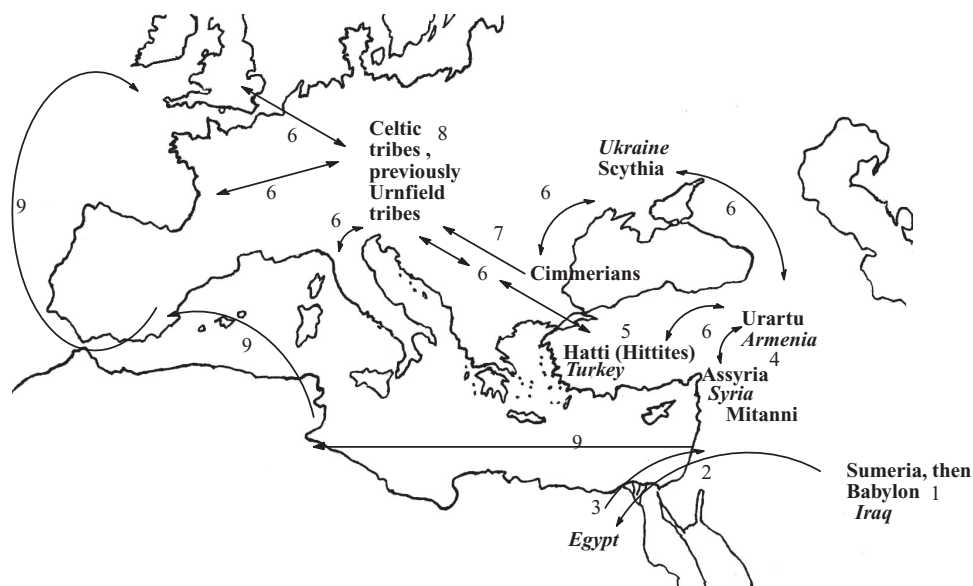 6
Celtic 8
tribes ,
previously
Urnfield
tribes
Ukraine
Scythia
6
6
6
9
6
7
6
Cimmerians
5
6
Urartu
Armenia
4
Hatti (Hittites)
Turkey
9
Assyria
Syria
Mitanni
9
2
Sumeria, then
Babylon 1
Iraq
3
Egypt